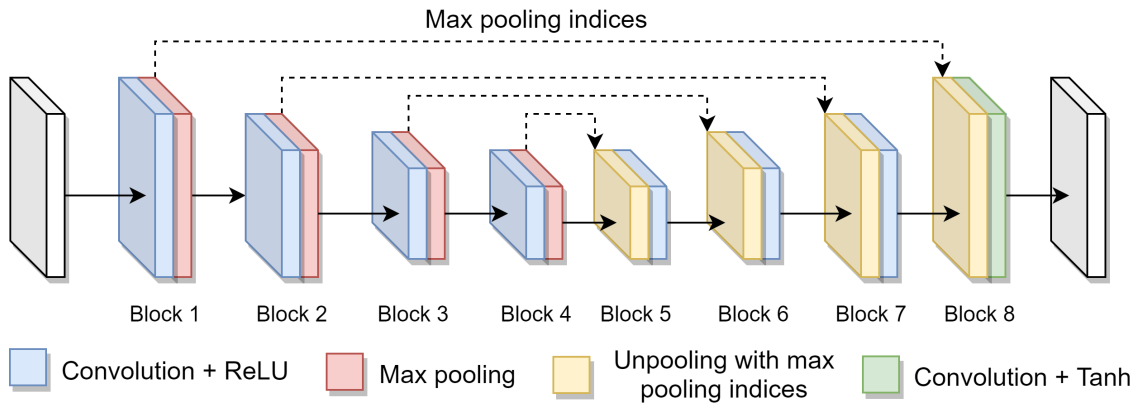 Max pooling indices
Block 1
Block 2
Block 3
Block 4
Block 5
Block 6
Block 7
Block 8
Convolution + ReLU
Max pooling
Unpooling with max
pooling indices
Convolution + Tanh